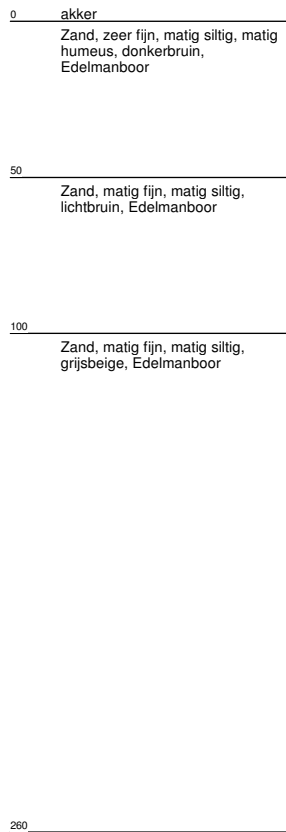 0 akker
Zand, zeer fijn, matig siltig, matig
humeus, donkerbruin,
Edelmanboor
50
Zand, matig fijn, matig siltig,
lichtbruin, Edelmanboor
100
Zand, matig fijn, matig siltig,
grijsbeige, Edelmanboor
260